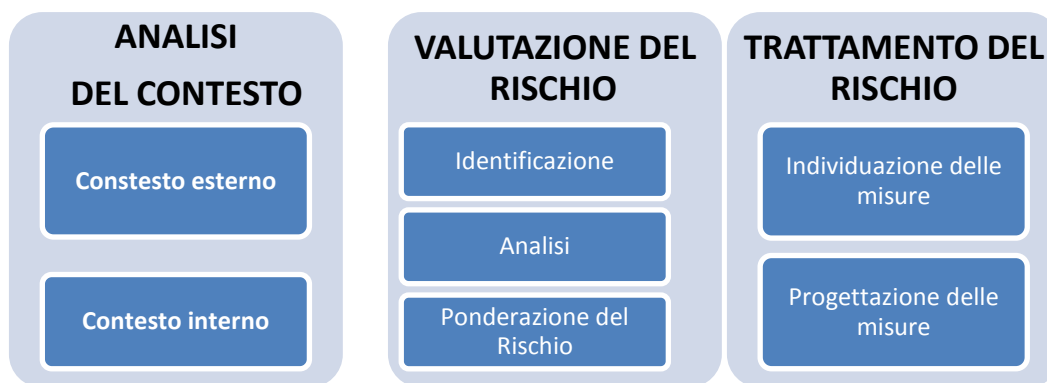 ANALISI
DEL CONTESTO
Constesto esterno
Contesto interno
VALUTAZIONE DEL
RISCHIO
Identificazione
Analisi
Ponderazione del
Rischio
TRATTAMENTO DEL
RISCHIO
Individuazione delle
misure
Progettazione delle
misure